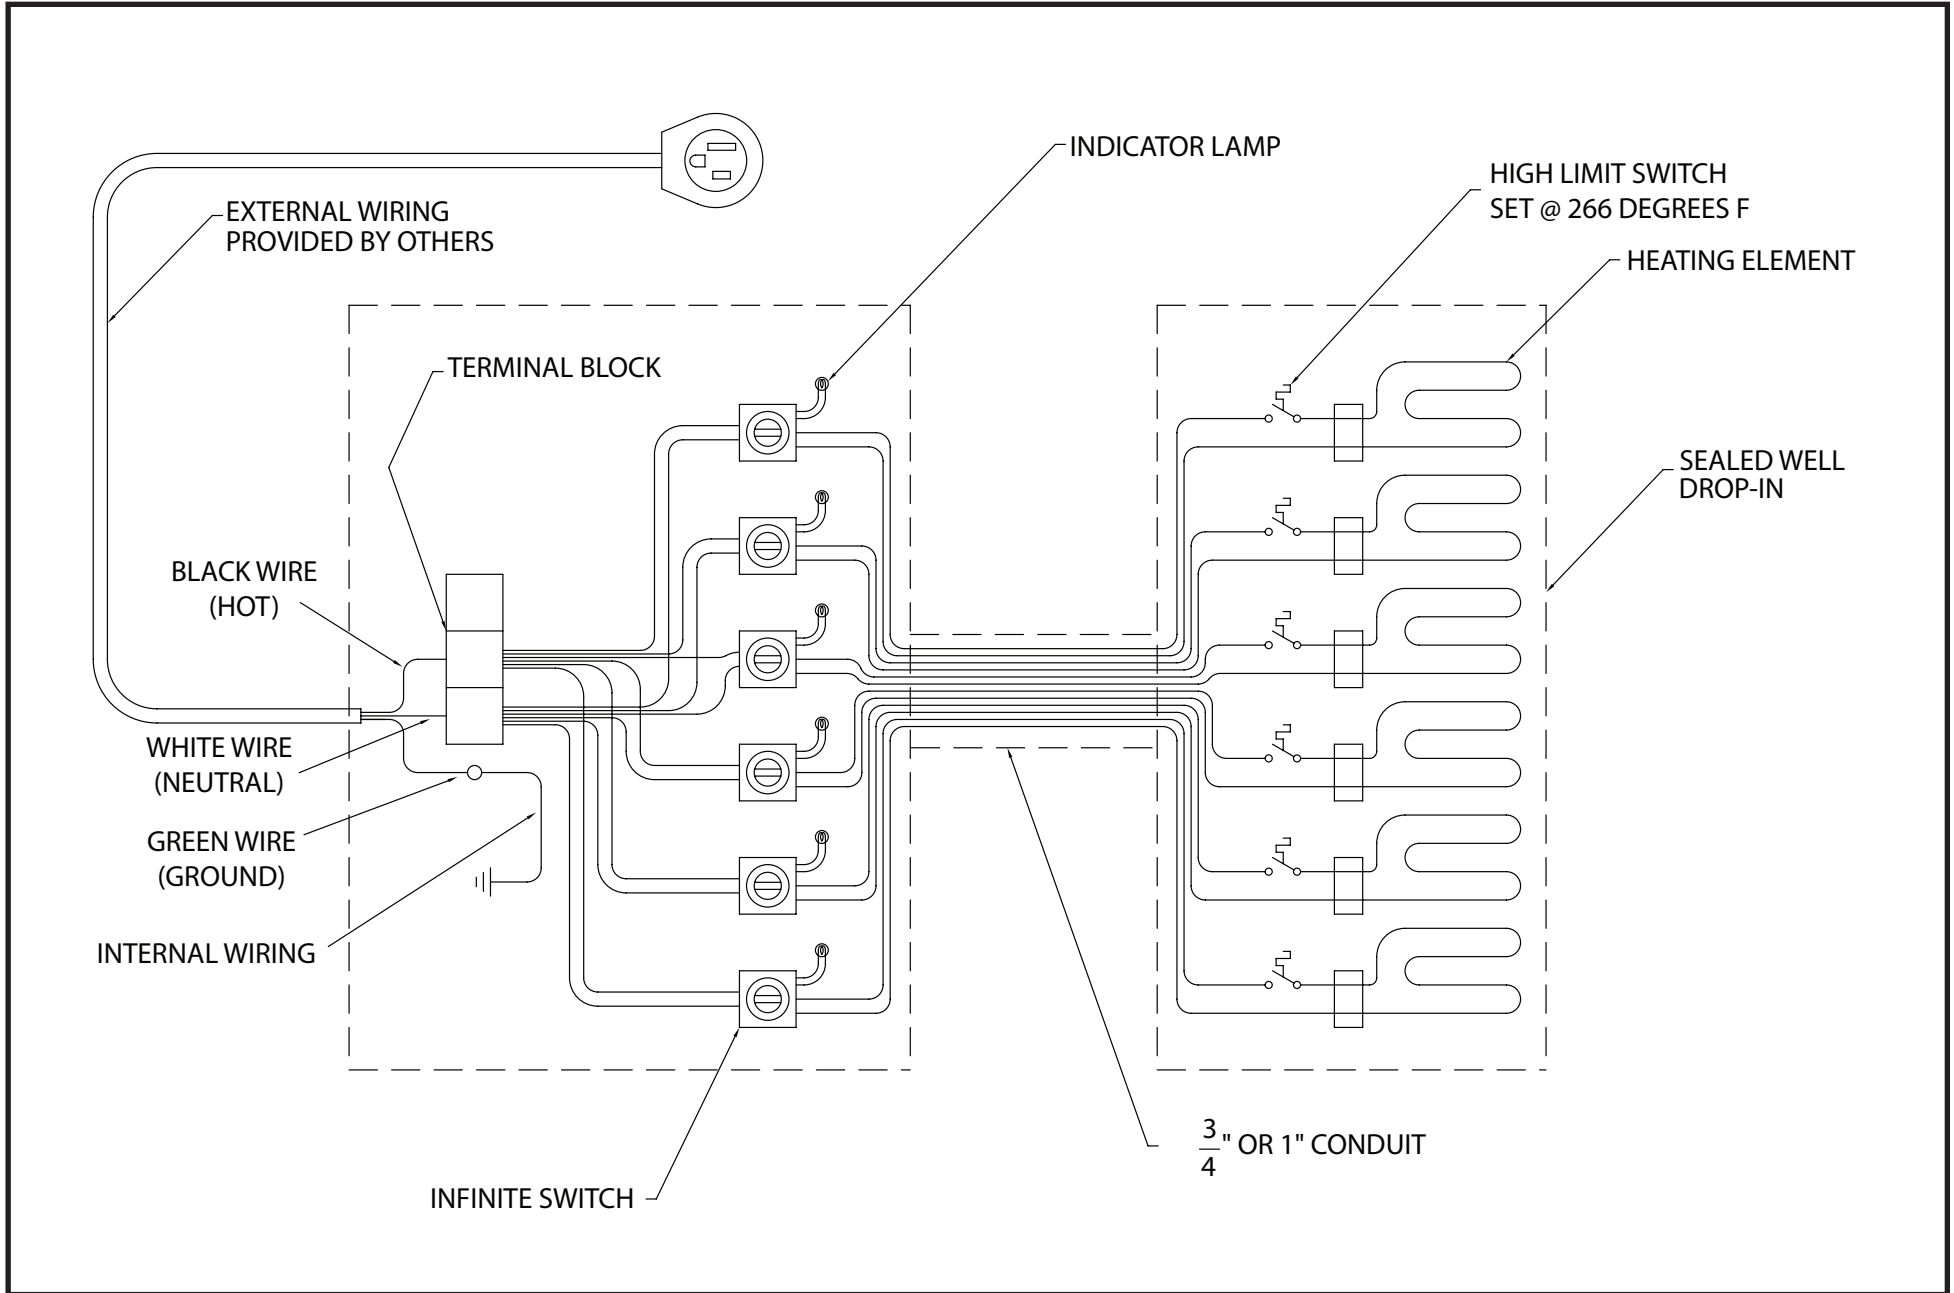 INDICATOR LAMP
HIGH LIMIT SWITCH
SET @ 266 DEGREES F
EXTERNAL WIRING
PROVIDED BY OTHERS
HEATING ELEMENT
TERMINAL BLOCK
SEALED WELL
DROP-IN
BLACK WIRE
(HOT)
WHITE WIRE
(NEUTRAL)
GREEN WIRE
(GROUND)
INTERNAL WIRING
3/4" OR 1" CONDUIT
INFINITE SWITCH